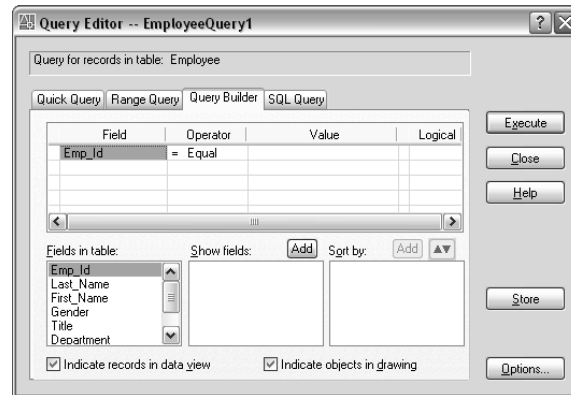 Query Editor -- EmployeeQuery1
Query for records in table: Employee
Quick Query Range Query Query Builder SQL Query
Field Operator Value Logical
Emp_Id = Equal
Execute
Close
Help
Fields in table: Show fields: Add Sort by: Add
Emp_Id
Last_Name
First_Name
Gender
Title
Department
Store
Indicate records in data view Indicate objects in drawing
Options...